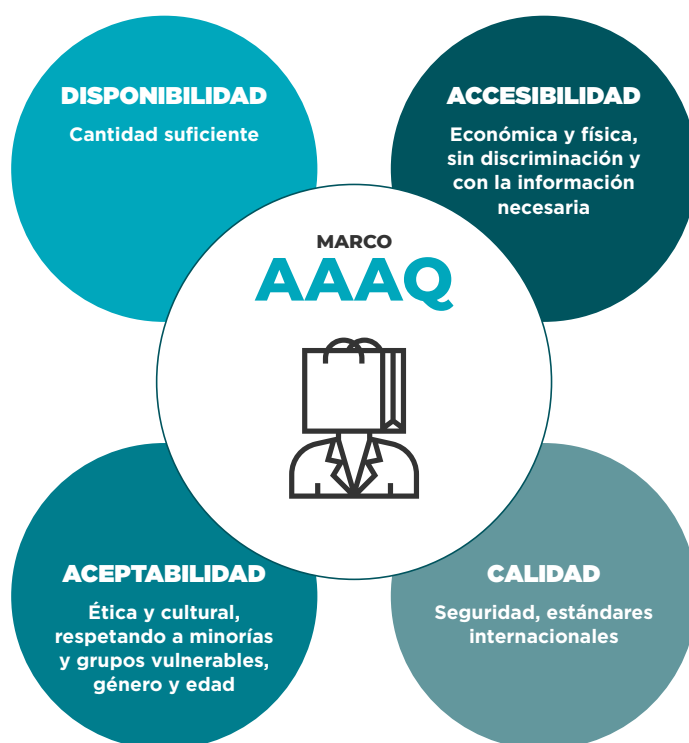 DISPONIBILIDAD
Cantidad suficiente
ACCESIBILIDAD
Económica y física,
sin discriminación y
con la información
necesaria
MARCO
AAAQ
ACEPTABILIDAD
Ética y cultural,
respetando a minorías
y grupos vulnerables,
género y edad
CALIDAD
Seguridad, estándares
internacionales